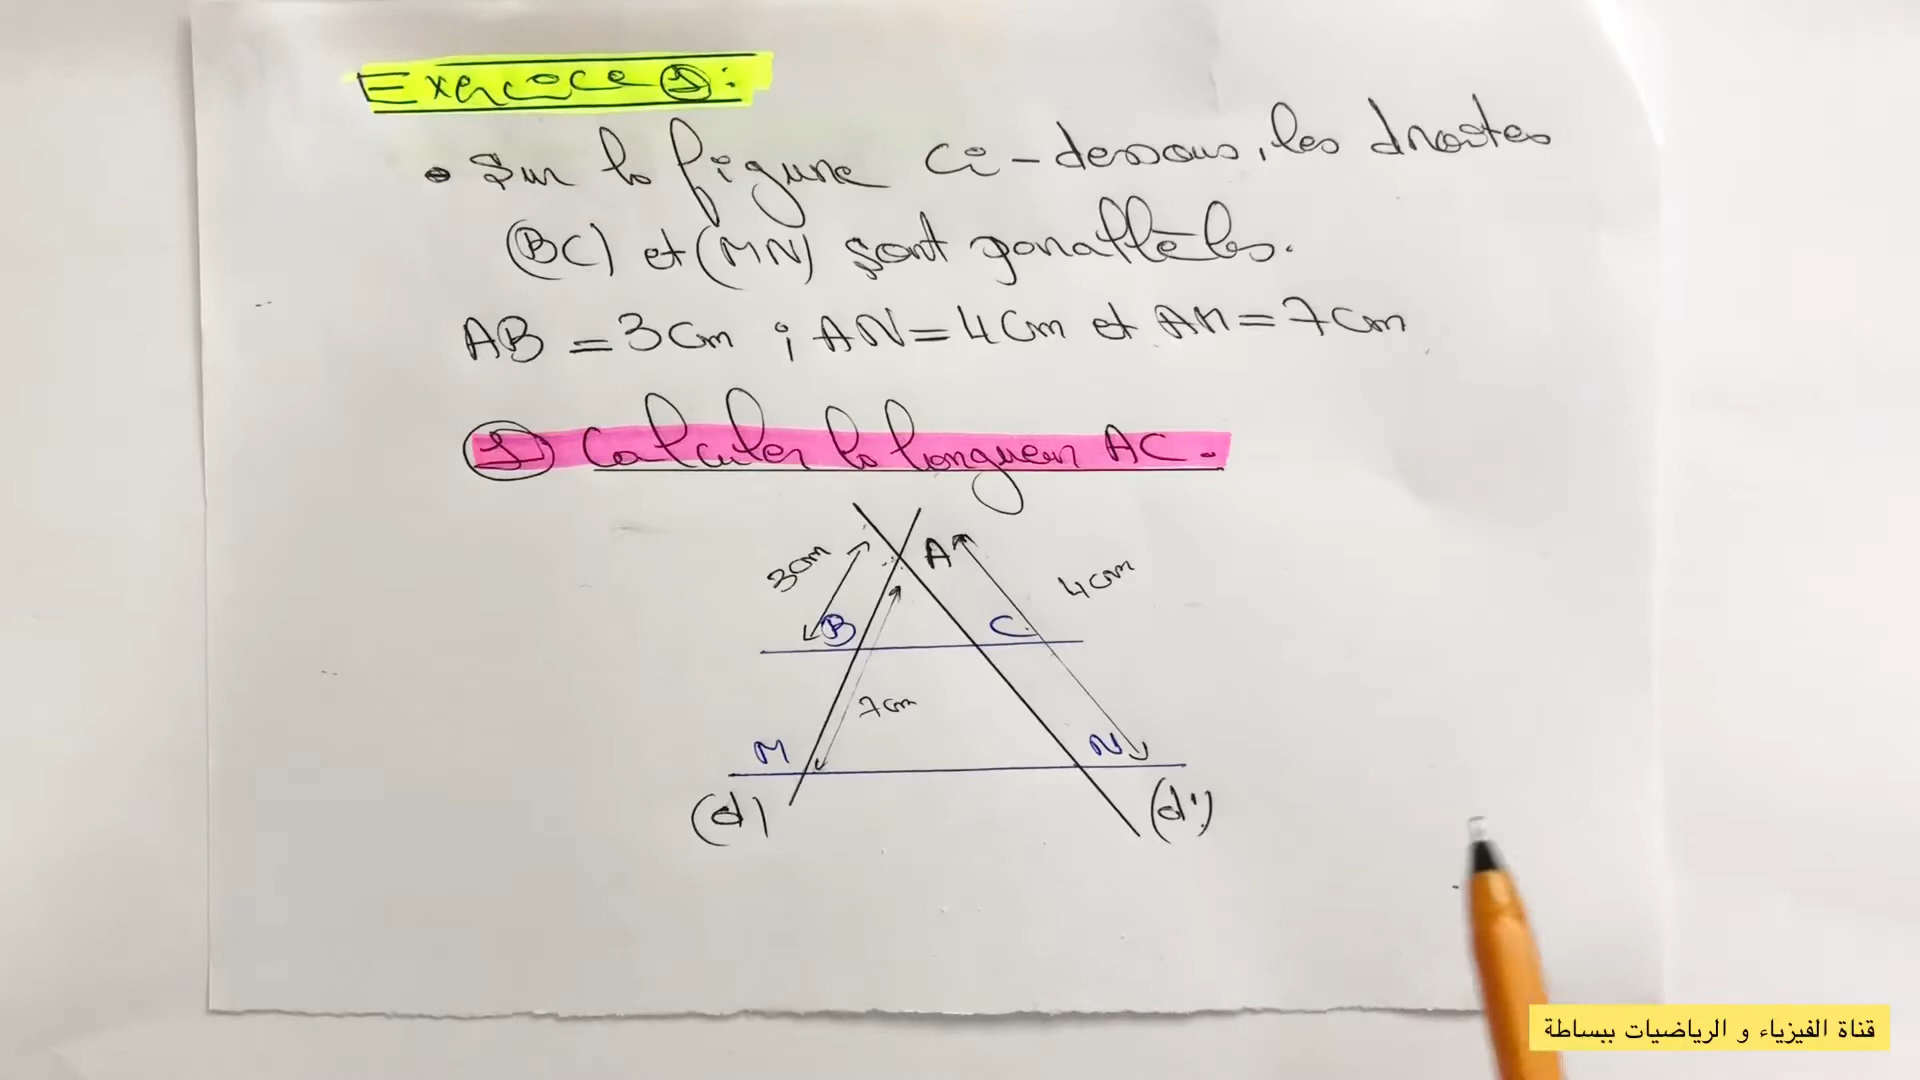 Exercice ①:
• Sur la figure ci-dessous, les droites
(BC) et (MN) sont parallèles.
AB = 3cm ; AN = 4cm et AM = 7cm
① Calculer la longueur AC.
3cm
A
4cm
B
C
7cm
M
N
(d)
(d')
قناة الفيزياء و الرياضيات ببساطة